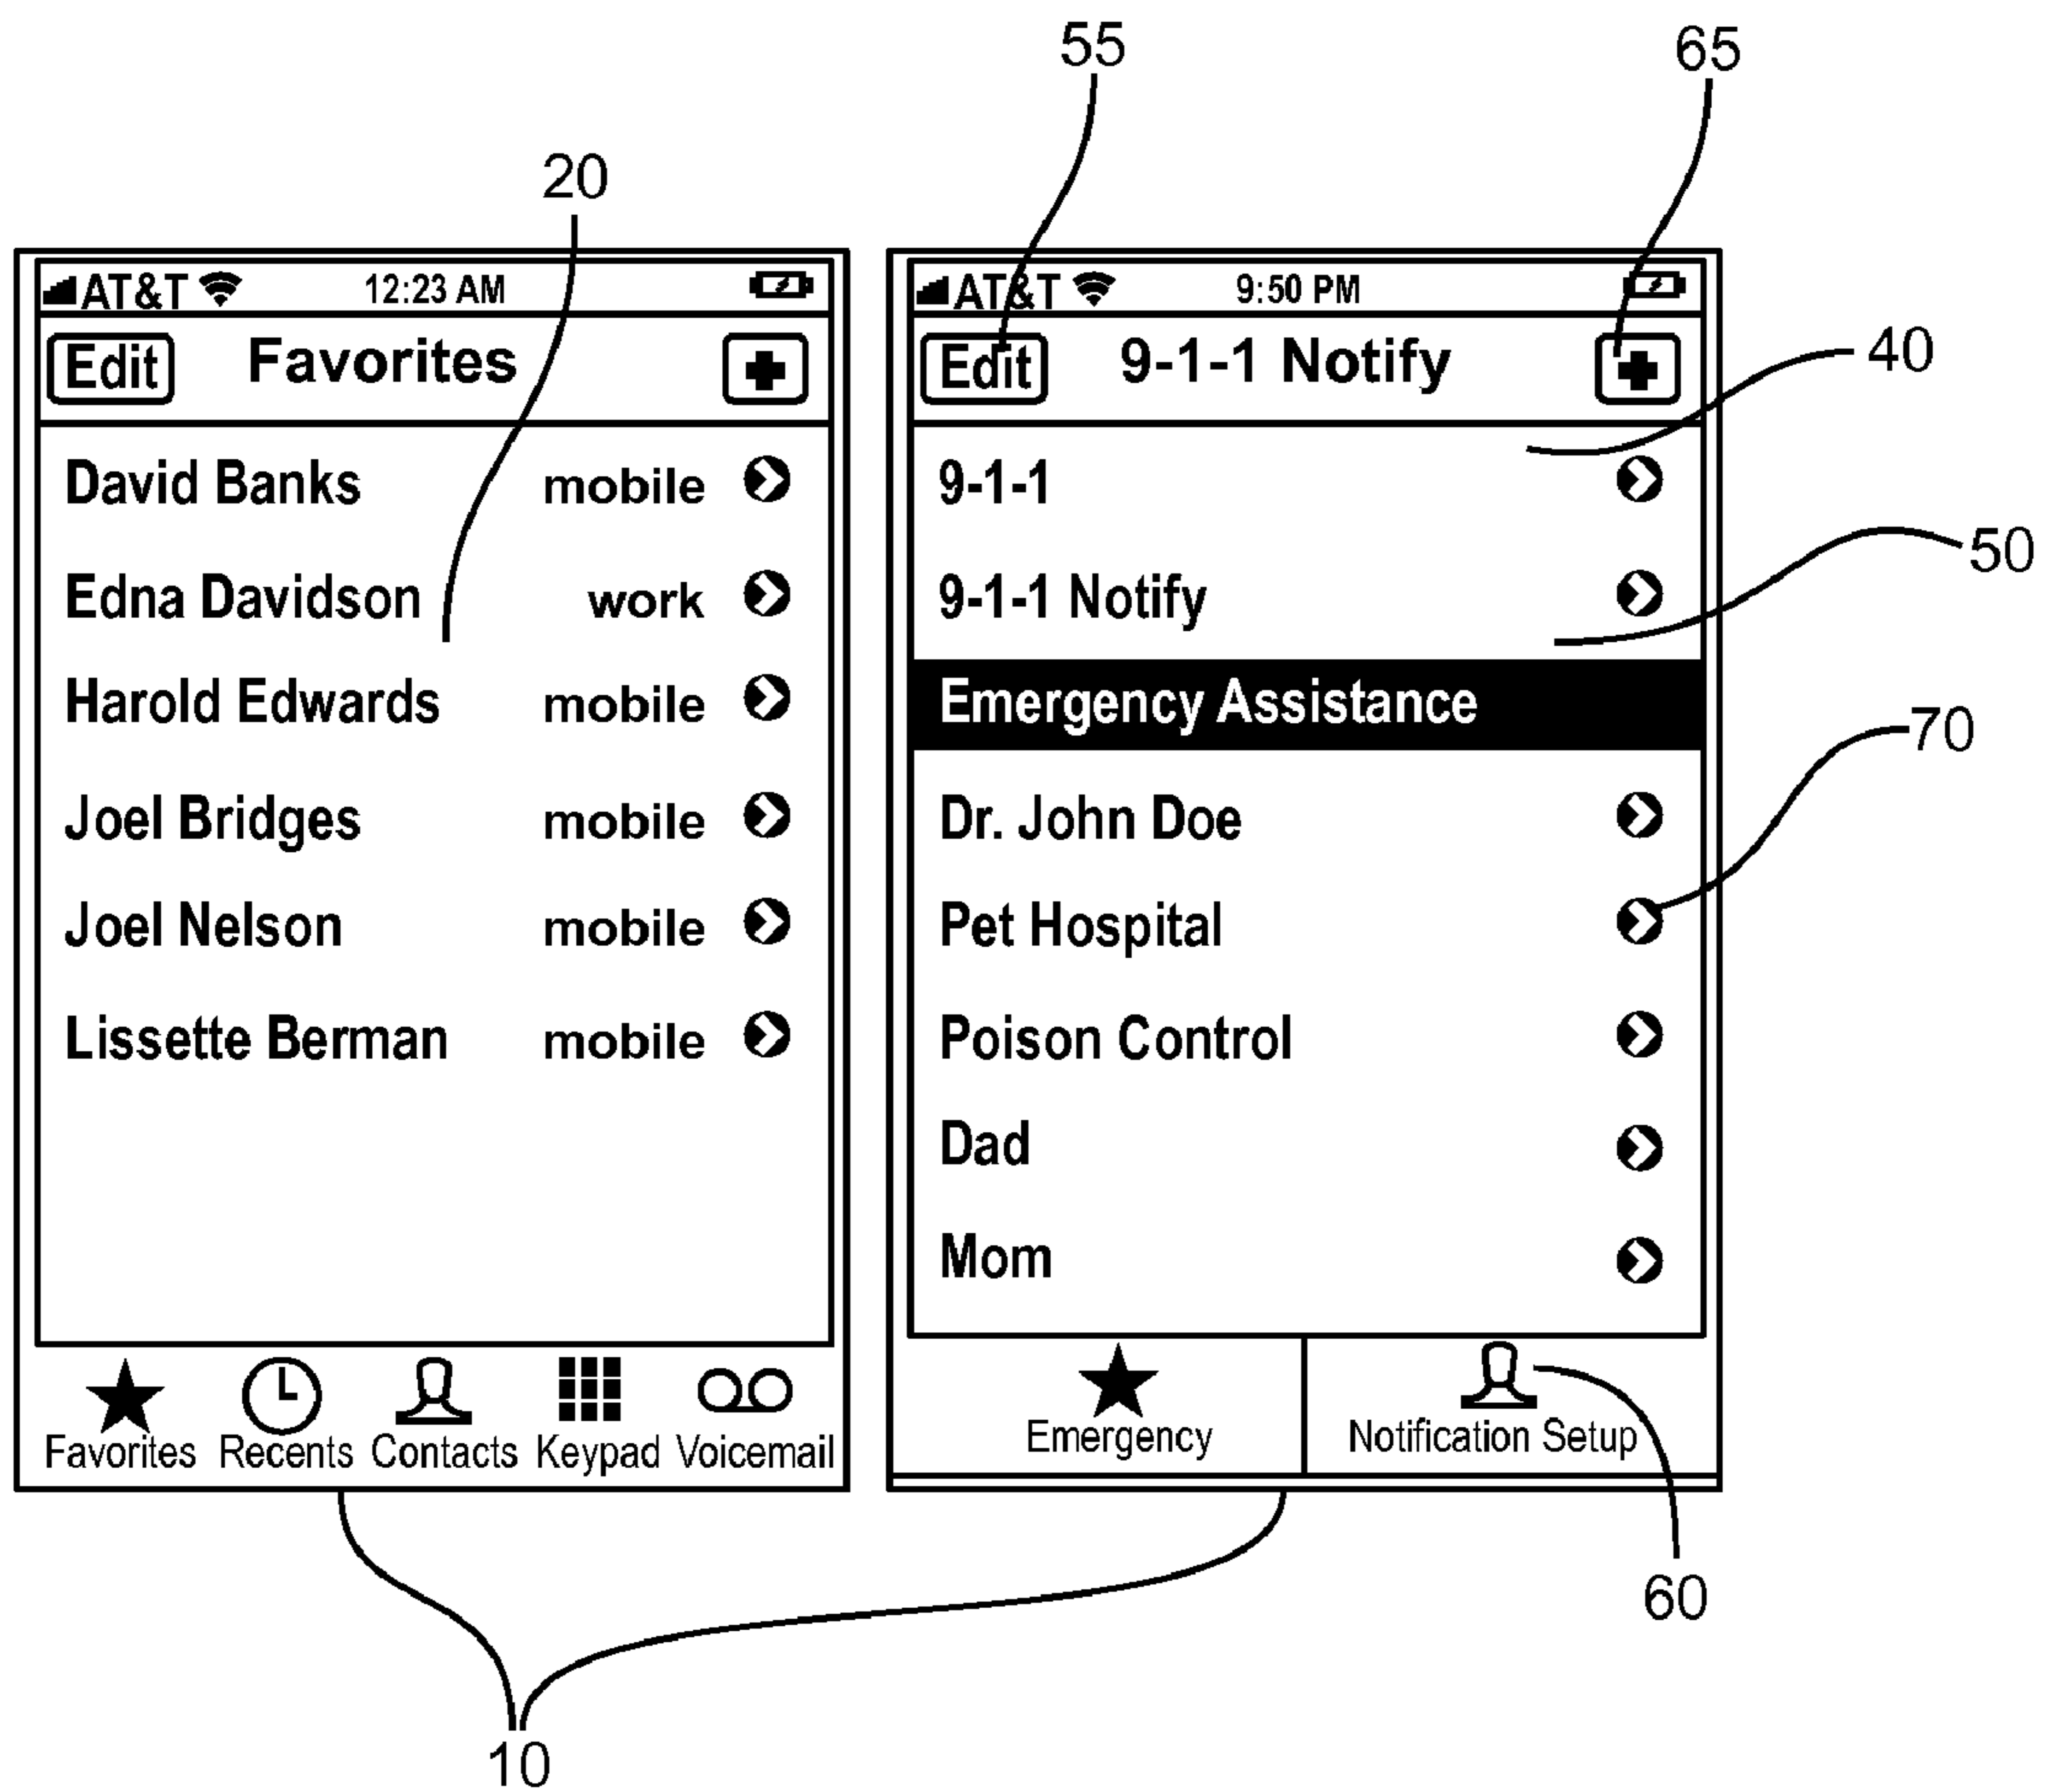 55
65
20
AT&T 12:23 AM
Edit Favorites
David Banks mobile
Edna Davidson work
Harold Edwards mobile
Joel Bridges mobile
Joel Nelson mobile
Lissette Berman mobile
Favorites Recents Contacts Keypad Voicemail
AT&T 9:50 PM
Edit 9-1-1 Notify
40
9-1-1
50
9-1-1 Notify
Emergency Assistance
70
Dr. John Doe
Pet Hospital
Poison Control
Dad
Mom
Emergency Notification Setup
60
10